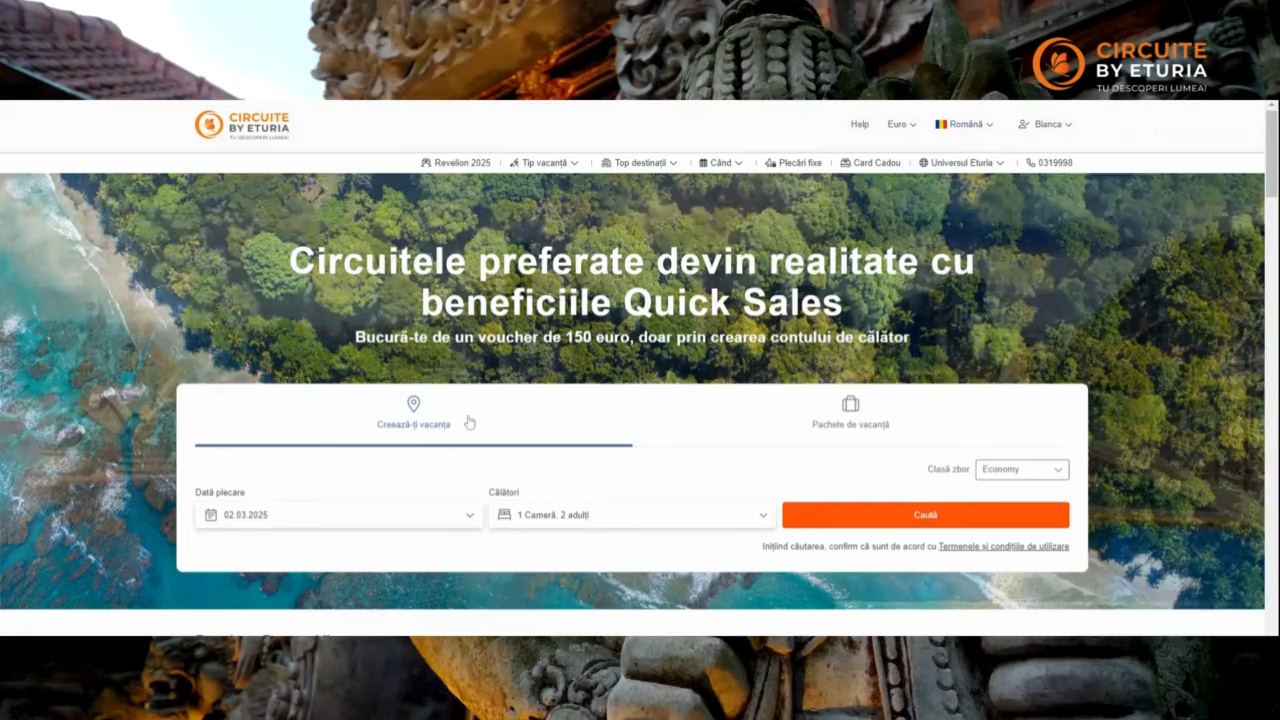 CIRCUITE
BY ETURIA
TU DESCOPERI LUMEA!
CIRCUITE
BY ETURIA
TU DESCOPERI LUMEA!
Help
Euro
Română
Bianca
Revelion 2025
Tip vacanță
Top destinații
Când
Plecări fixe
Card Cadou
Universul Eturia
0319998
Circuitele preferate devin realitate cu
beneficiile Quick Sales
Bucură-te de un voucher de 150 euro, doar prin crearea contului de călător
Creează-ți vacanța
Pachete de vacanță
Clasă zbor
Economy
Dată plecare
Călători
02.03.2025
1 Cameră, 2 adulți
Caută
Inițiind căutarea, confirm că sunt de acord cu Termenele și condițiile de utilizare